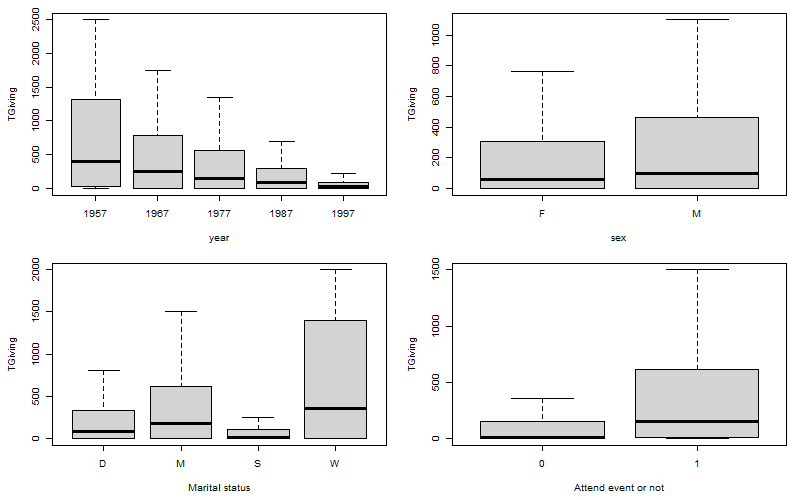 TGiving
0 500 1000 1500 2000 2500
1957 1967 1977 1987 1997
year
TGiving
0 200 400 600 800 1000
F M
sex
TGiving
0 500 1000 1500 2000
D M S W
Marital status
TGiving
0 500 1000 1500
0 1
Attend event or not